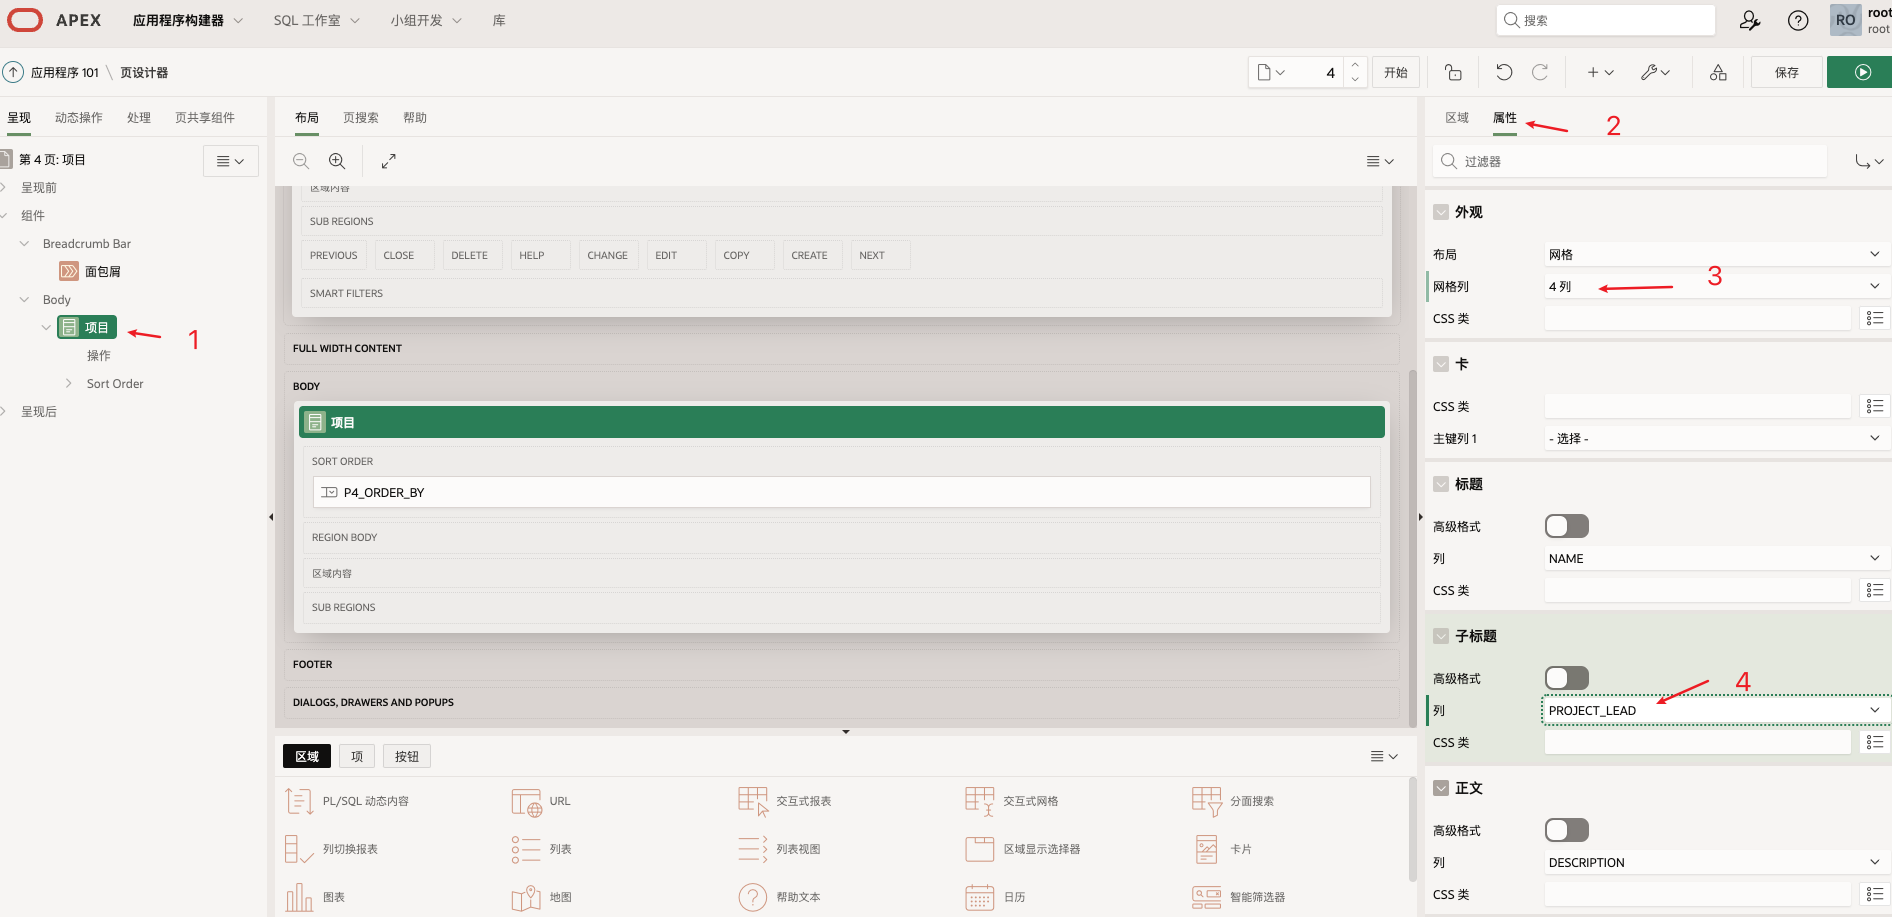 APEX 应用程序构建器 SQL 工作室 小组开发 库 搜索 RO root
root
应用程序 101 \ 页设计器 4 开始 保存
呈现 动态操作 处理 页共享组件
第 4 页: 项目
呈现前
组件
Breadcrumb Bar
面包屑
Body
项目 1
操作
Sort Order
呈现后
布局 页搜索 帮助
区域内容
SUB REGIONS
PREVIOUS CLOSE DELETE HELP CHANGE EDIT COPY CREATE NEXT
SMART FILTERS
FULL WIDTH CONTENT
BODY
项目
SORT ORDER
P4_ORDER_BY
REGION BODY
区域内容
SUB REGIONS
FOOTER
DIALOGS, DRAWERS AND POPUPS
区域 项 按钮
PL/SQL 动态内容 URL 交互式报表 交互式网格 分面搜索
列切换报表 列表 列表视图 区域显示选择器 卡片
图表 地图 帮助文本 日历 智能筛选器
区域 属性 2
过滤器
外观
布局 网格
网格列 4 列 3
CSS 类
卡
CSS 类
主键列 1 - 选择 -
标题
高级格式
列 NAME
CSS 类
子标题
高级格式 4
列 PROJECT_LEAD
CSS 类
正文
高级格式
列 DESCRIPTION
CSS 类